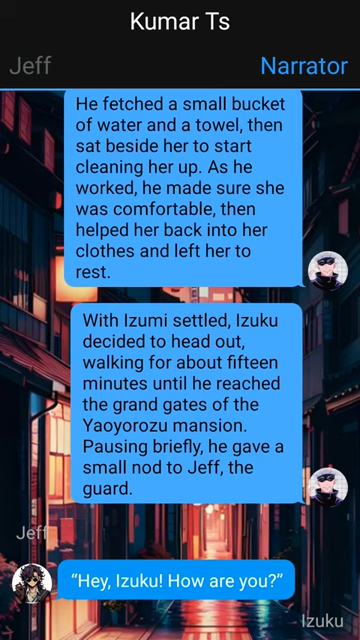 Kumar Ts
Jeff
Narrator
He fetched a small bucket
of water and a towel, then
sat beside her to start
cleaning her up. As he
worked, he made sure she
was comfortable, then
helped her back into her
clothes and left her to
rest.
With Izumi settled, Izuku
decided to head out,
walking for about fifteen
minutes until he reached
the grand gates of the
Yaoyorozu mansion.
Pausing briefly, he gave a
small nod to Jeff, the
guard.
Jeff
“Hey, Izuku! How are you?”
Izuku